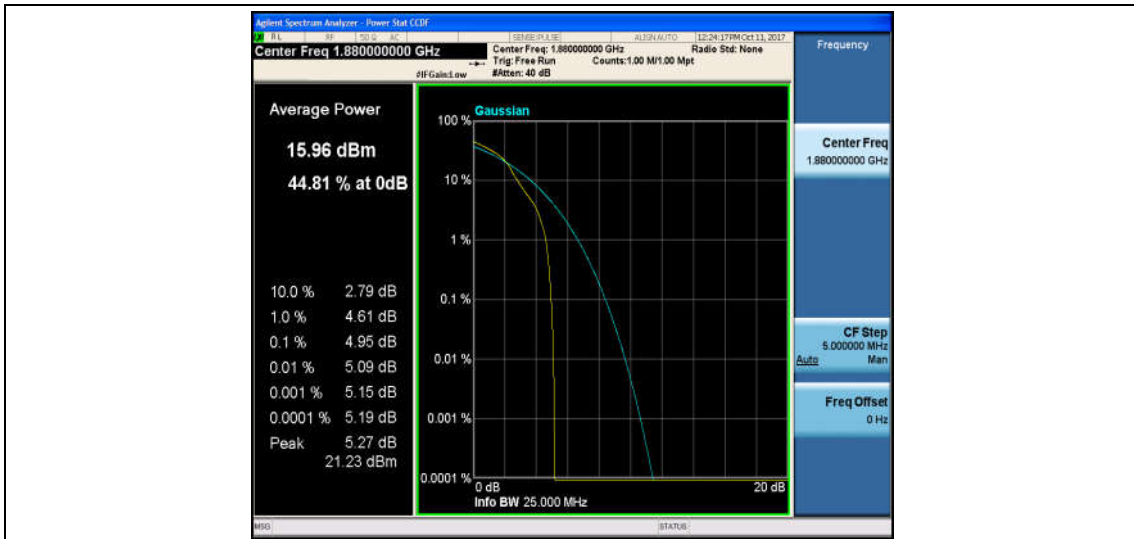 Agilent Spectrum Analyzer - Power Stat CCDF
RL RF 50 Ω AC SENSE:PULSE ALIGN AUTO 12:24:17 PM Oct 11, 2017
Center Freq 1.880000000 GHz
Center Freq: 1.880000000 GHz Radio Std: None
Trig: Free Run Counts:1.00 M/1.00 Mpt
#IFGain:Low #Atten: 40 dB
Frequency
Average Power
15.96 dBm
44.81 % at 0dB
10.0 % 2.79 dB
1.0 % 4.61 dB
0.1 % 4.95 dB
0.01 % 5.09 dB
0.001 % 5.15 dB
0.0001 % 5.19 dB
Peak 5.27 dB
21.23 dBm
Gaussian
100 %
10 %
1 %
0.1 %
0.01 %
0.001 %
0.0001 %
0 dB 20 dB
Info BW 25.000 MHz
Center Freq
1.880000000 GHz
CF Step
5.000000 MHz
Auto Man
Freq Offset
0 Hz
MSG STATUS